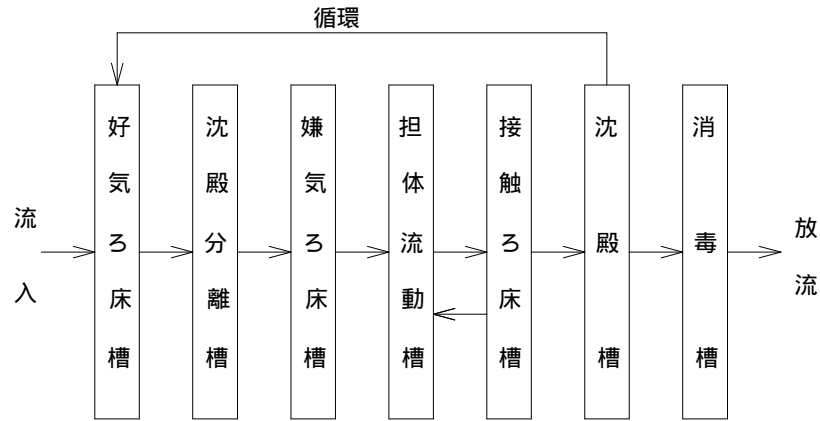 循環
流入
好気ろ床槽
沈殿分離槽
嫌気ろ床槽
担体流動槽
接触ろ床槽
沈殿槽
消毒槽
放流